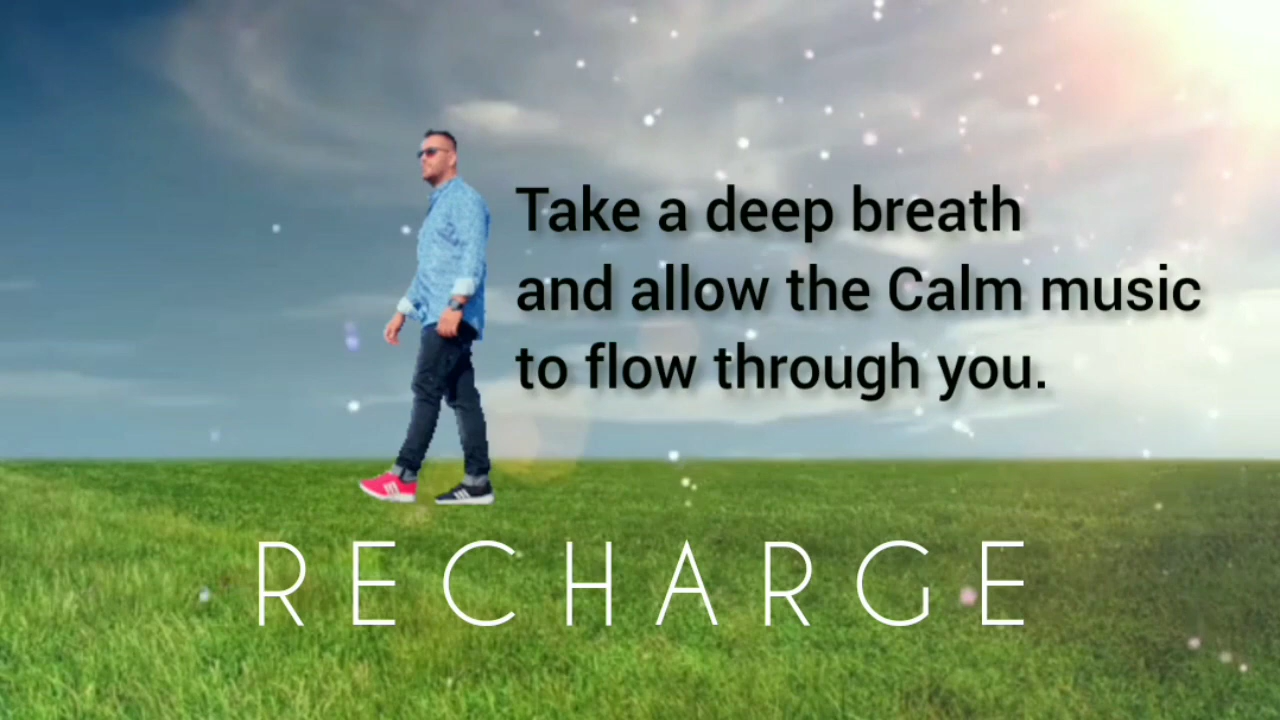 Take a deep breath
and allow the Calm music
to flow through you.
RECHARGE